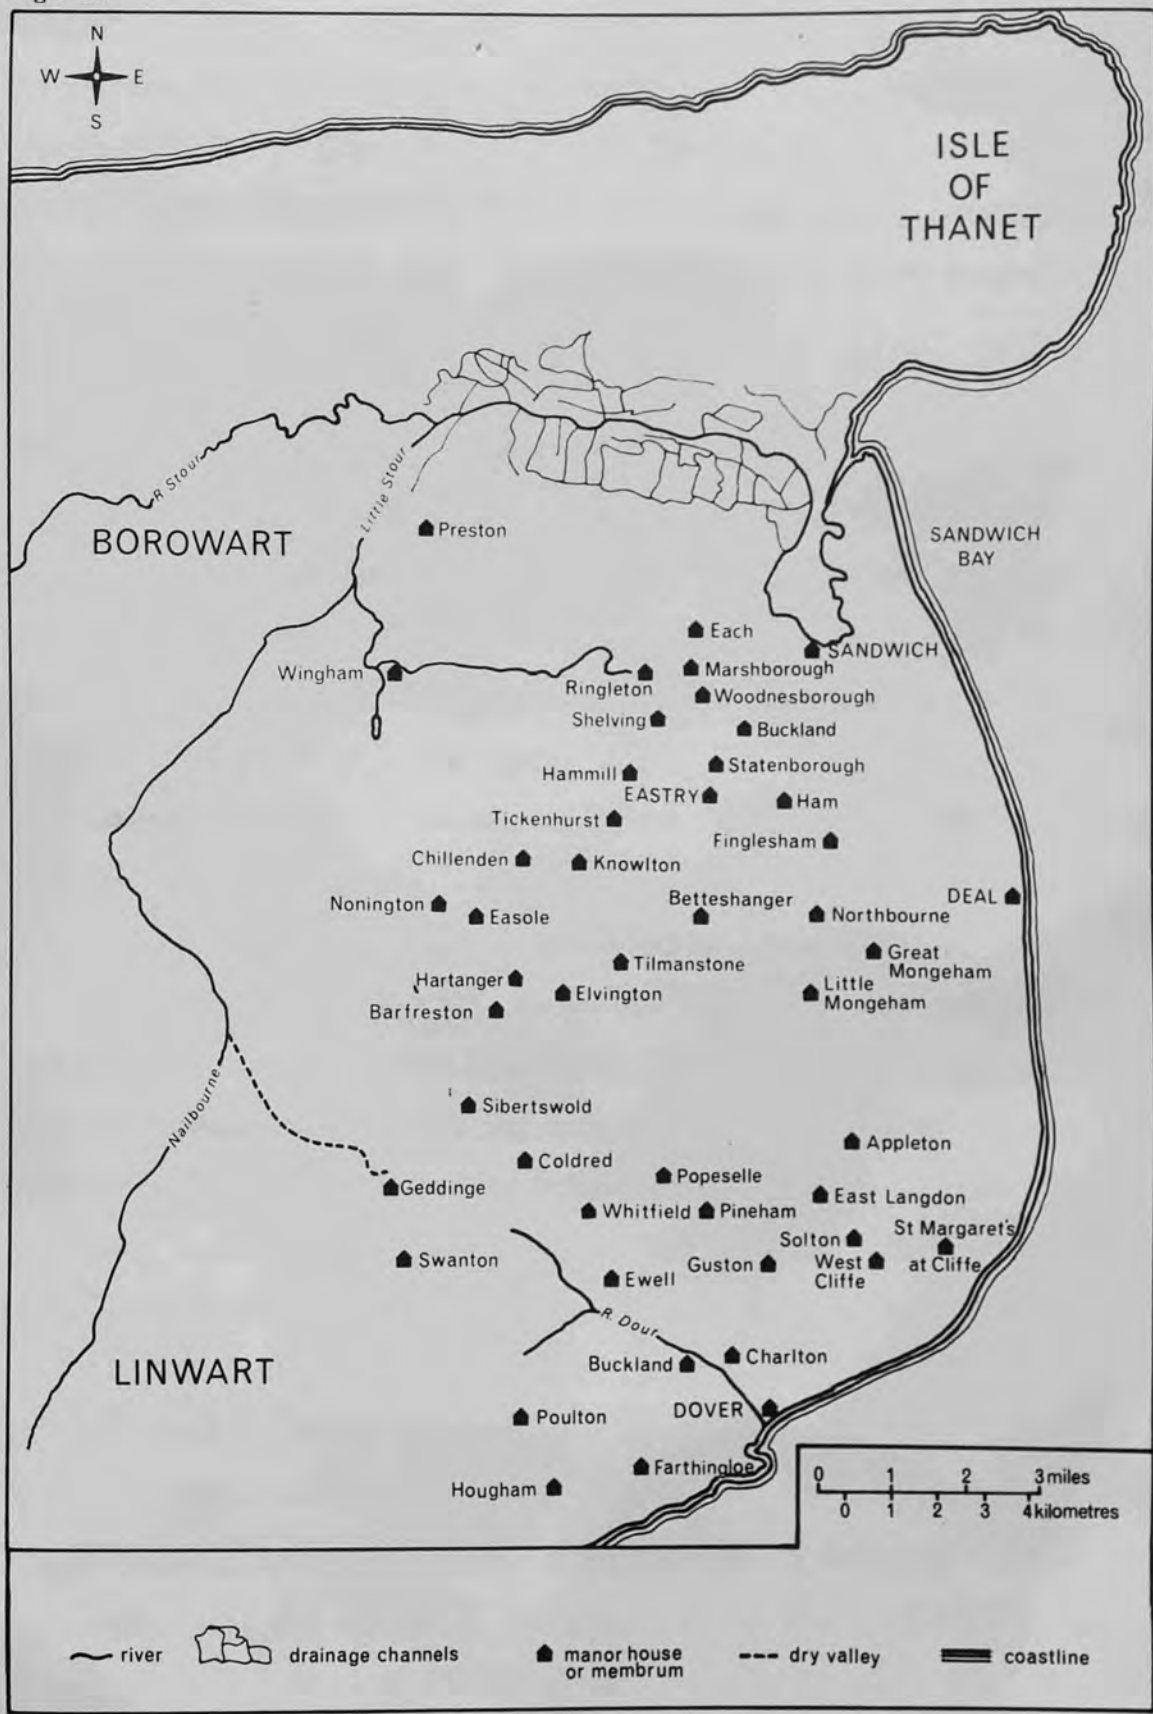 N
W E
S
ISLE
OF
THANET
R Stour
Little Stour
BOROWART
Preston
SANDWICH
BAY
Each
SANDWICH
Wingham
Ringleton
Marshborough
Woodnesborough
Shelving
Buckland
Hammill
Statenborough
EASTRY
Ham
Tickenhurst
Finglesham
Chillenden
Knowlton
Nonington
Easole
Betteshanger
Northbourne
DEAL
Great
Mongeham
Tilmanstone
Hartanger
Elvington
Little
Mongeham
Barfreston
Nailbourne
Sibertswold
Coldred
Appleton
Geddinge
Popeselle
East Langdon
Whitfield
Pineham
Solton
St Margaret's
at Cliffe
Swanton
Ewell
Guston
West
Cliffe
R. Dour
LINWART
Buckland
Charlton
Poulton
DOVER
Farthingloe
Hougham
0 1 2 3 miles
0 1 2 3 4 kilometres
river
drainage channels
manor house
or membrum
dry valley
coastline